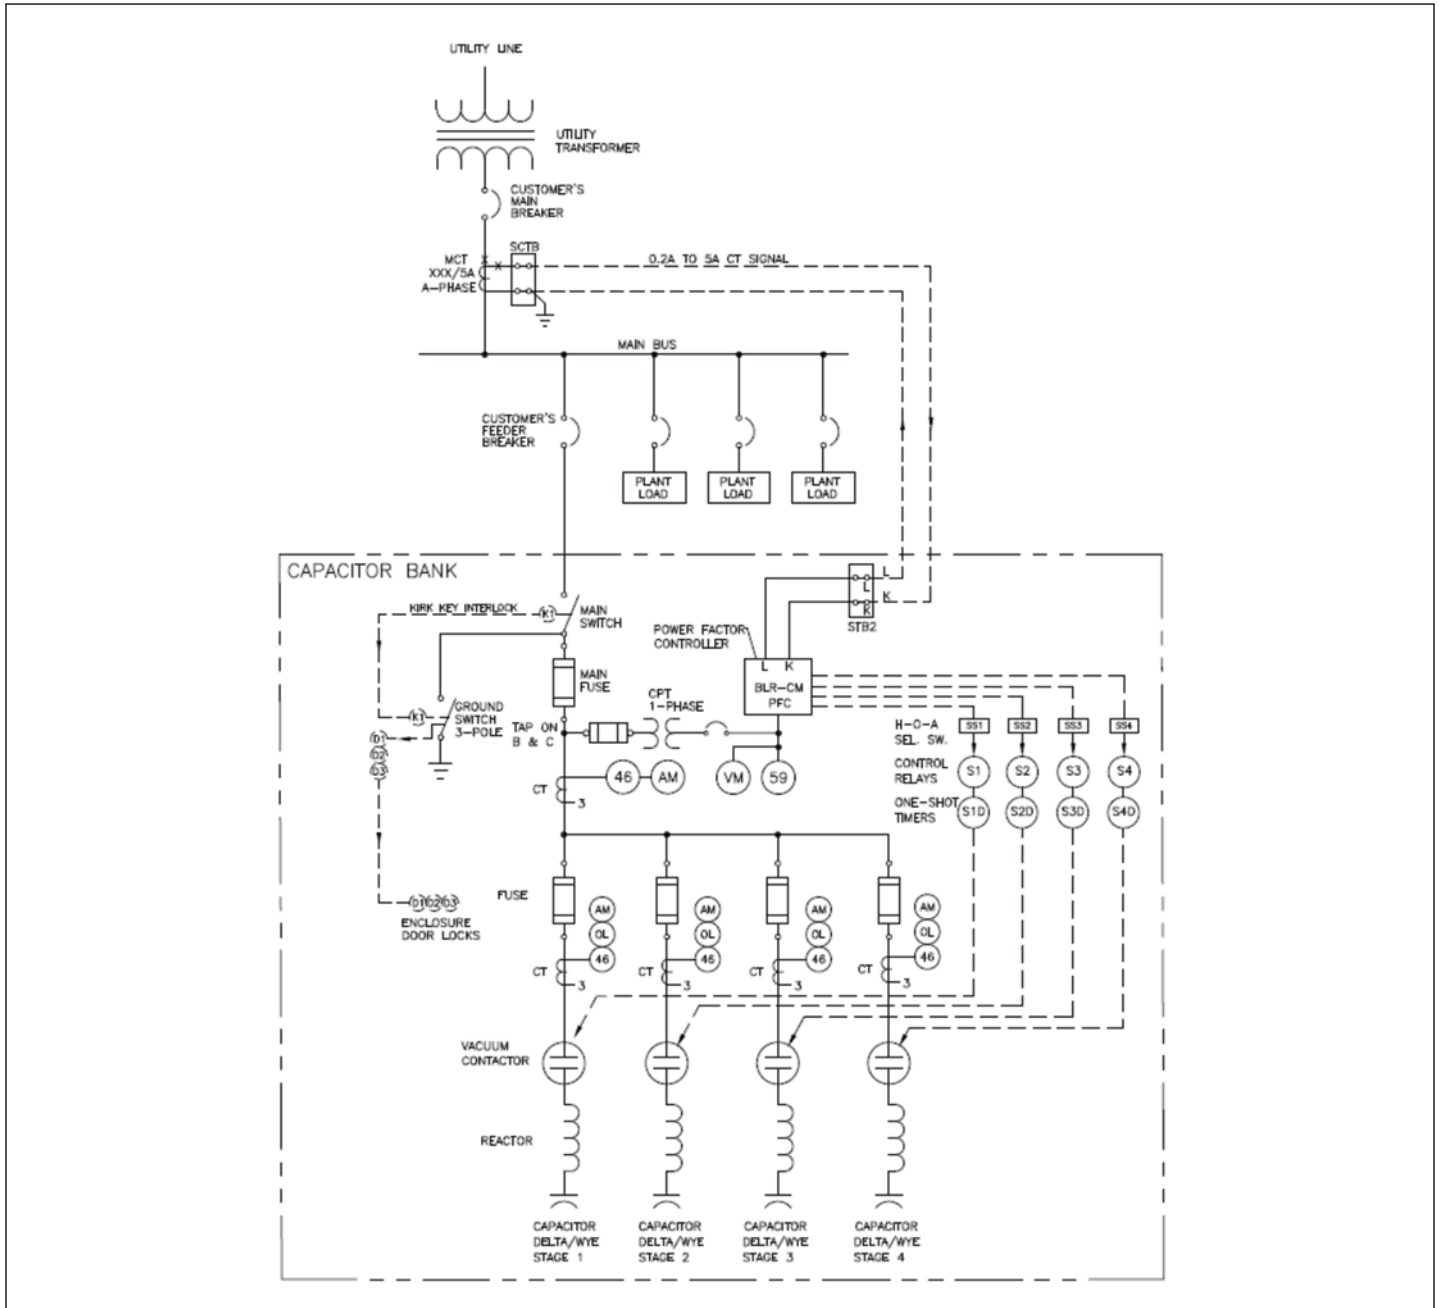 UTILITY LINE
UTILITY
TRANSFORMER
CUSTOMER'S
MAIN
BREAKER
SCTB
MCT
XXX/5A
A-PHASE
X
X
0.2A TO 5A CT SIGNAL
MAIN BUS
CUSTOMER'S
FEEDER
BREAKER
PLANT
LOAD
PLANT
LOAD
PLANT
LOAD
CAPACITOR BANK
KIRK KEY INTERLOCK
K1
MAIN
SWITCH
L
L
K
K
STB2
POWER FACTOR
CONTROLLER
L K
BLR-CM
PFC
MAIN
FUSE
CPT
1-PHASE
K1
GROUND
SWITCH
3-POLE
TAP ON
B & C
D1
D2
D3
H-O-A
SEL. SW.
SS1
SS2
SS3
SS4
CONTROL
RELAYS
S1
S2
S3
S4
ONE-SHOT
TIMERS
S1D
S2D
S3D
S4D
46
AM
VM
59
CT
3
FUSE
D1 D2 D3
ENCLOSURE
DOOR LOCKS
AM
OL
46
CT
3
AM
OL
46
CT
3
AM
OL
46
CT
3
AM
OL
46
CT
3
VACUUM
CONTACTOR
REACTOR
CAPACITOR
DELTA/WYE
STAGE 1
CAPACITOR
DELTA/WYE
STAGE 2
CAPACITOR
DELTA/WYE
STAGE 3
CAPACITOR
DELTA/WYE
STAGE 4